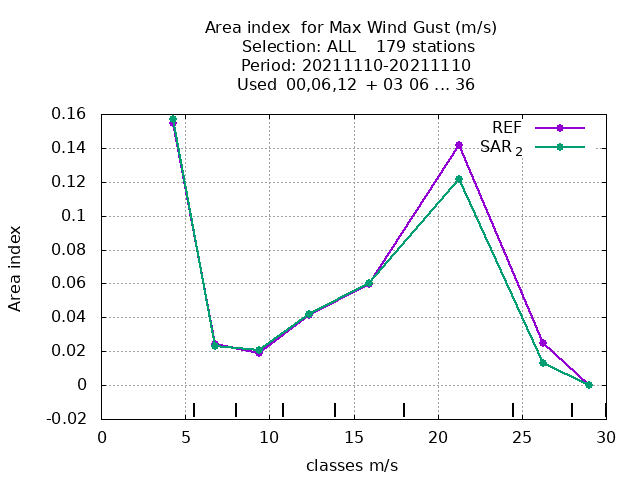 Area index  for Max Wind Gust (m/s)
Selection: ALL    179 stations
Period: 20211110-20211110
Used  00,06,12  + 03 06 ... 36
REF
SAR 2
0.16
0.14
0.12
0.1
0.08
0.06
0.04
0.02
0
-0.02
Area index
0 5 10 15 20 25 30
classes m/s